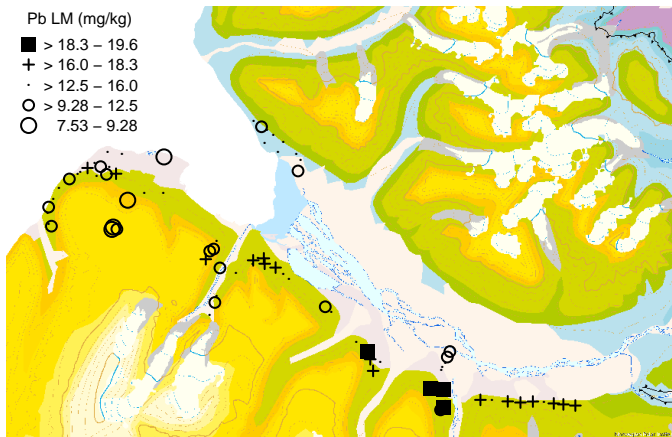 Pb LM (mg/kg)
> 18.3 – 19.6
> 16.0 – 18.3
> 12.5 – 16.0
> 9.28 – 12.5
7.53 – 9.28